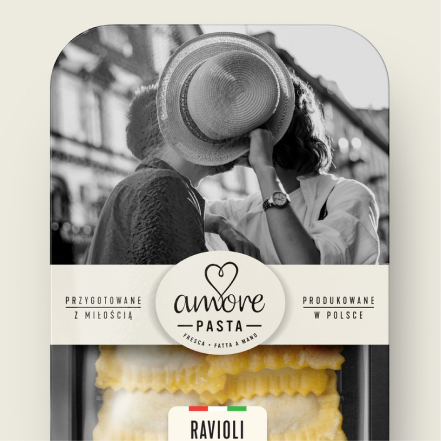 amore
PASTA
FRESCA • FATTA A MANO
PRZYGOTOWANE
Z MIŁOŚCIĄ
PRODUKOWANE
W POLSCE
RAVIOLI